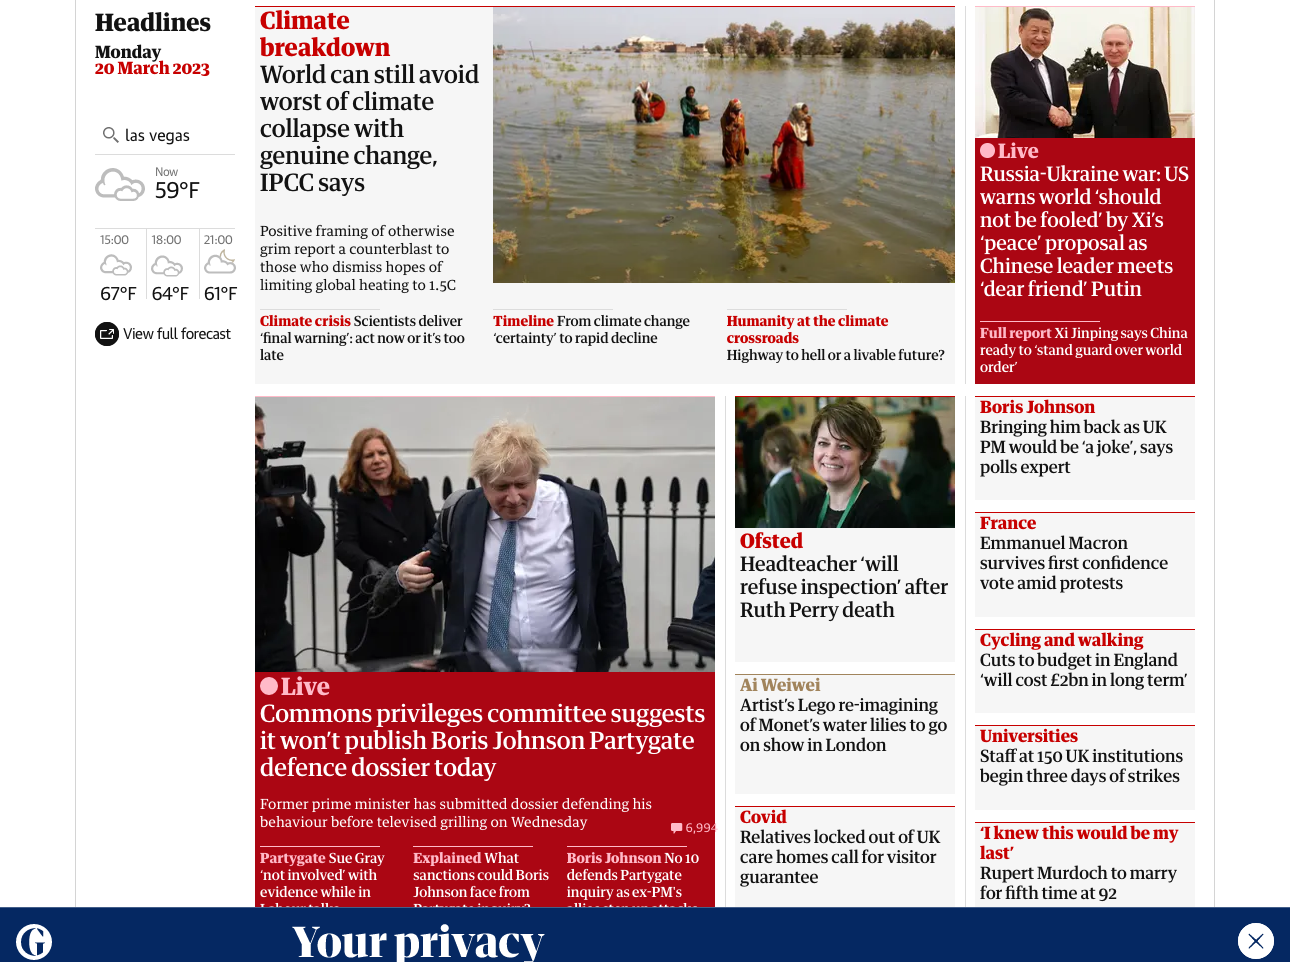 Headlines
Monday
20 March 2023
las vegas
Now
59°F
15:00
67°F
18:00
64°F
21:00
61°F
View full forecast
Climate
breakdown
World can still avoid
worst of climate
collapse with
genuine change,
IPCC says
Positive framing of otherwise
grim report a counterblast to
those who dismiss hopes of
limiting global heating to 1.5C
Climate crisis Scientists deliver
‘final warning’: act now or it’s too
late
Timeline From climate change
‘certainty’ to rapid decline
Humanity at the climate
crossroads
Highway to hell or a livable future?
Live
Russia-Ukraine war: US
warns world ‘should
not be fooled’ by Xi’s
‘peace’ proposal as
Chinese leader meets
‘dear friend’ Putin
Full report Xi Jinping says China
ready to ‘stand guard over world
order’
Live
Commons privileges committee suggests
it won’t publish Boris Johnson Partygate
defence dossier today
Former prime minister has submitted dossier defending his
behaviour before televised grilling on Wednesday
6,994
Partygate Sue Gray
‘not involved’ with
evidence while in
Labour talks
Explained What
sanctions could Boris
Johnson face from
Partygate inquiry?
Boris Johnson No 10
defends Partygate
inquiry as ex-PM's
allies step up attacks
Ofsted
Headteacher ‘will
refuse inspection’ after
Ruth Perry death
Ai Weiwei
Artist’s Lego re-imagining
of Monet’s water lilies to go
on show in London
Covid
Relatives locked out of UK
care homes call for visitor
guarantee
Boris Johnson
Bringing him back as UK
PM would be ‘a joke’, says
polls expert
France
Emmanuel Macron
survives first confidence
vote amid protests
Cycling and walking
Cuts to budget in England
‘will cost £2bn in long term’
Universities
Staff at 150 UK institutions
begin three days of strikes
‘I knew this would be my
last’
Rupert Murdoch to marry
for fifth time at 92
Your privacy